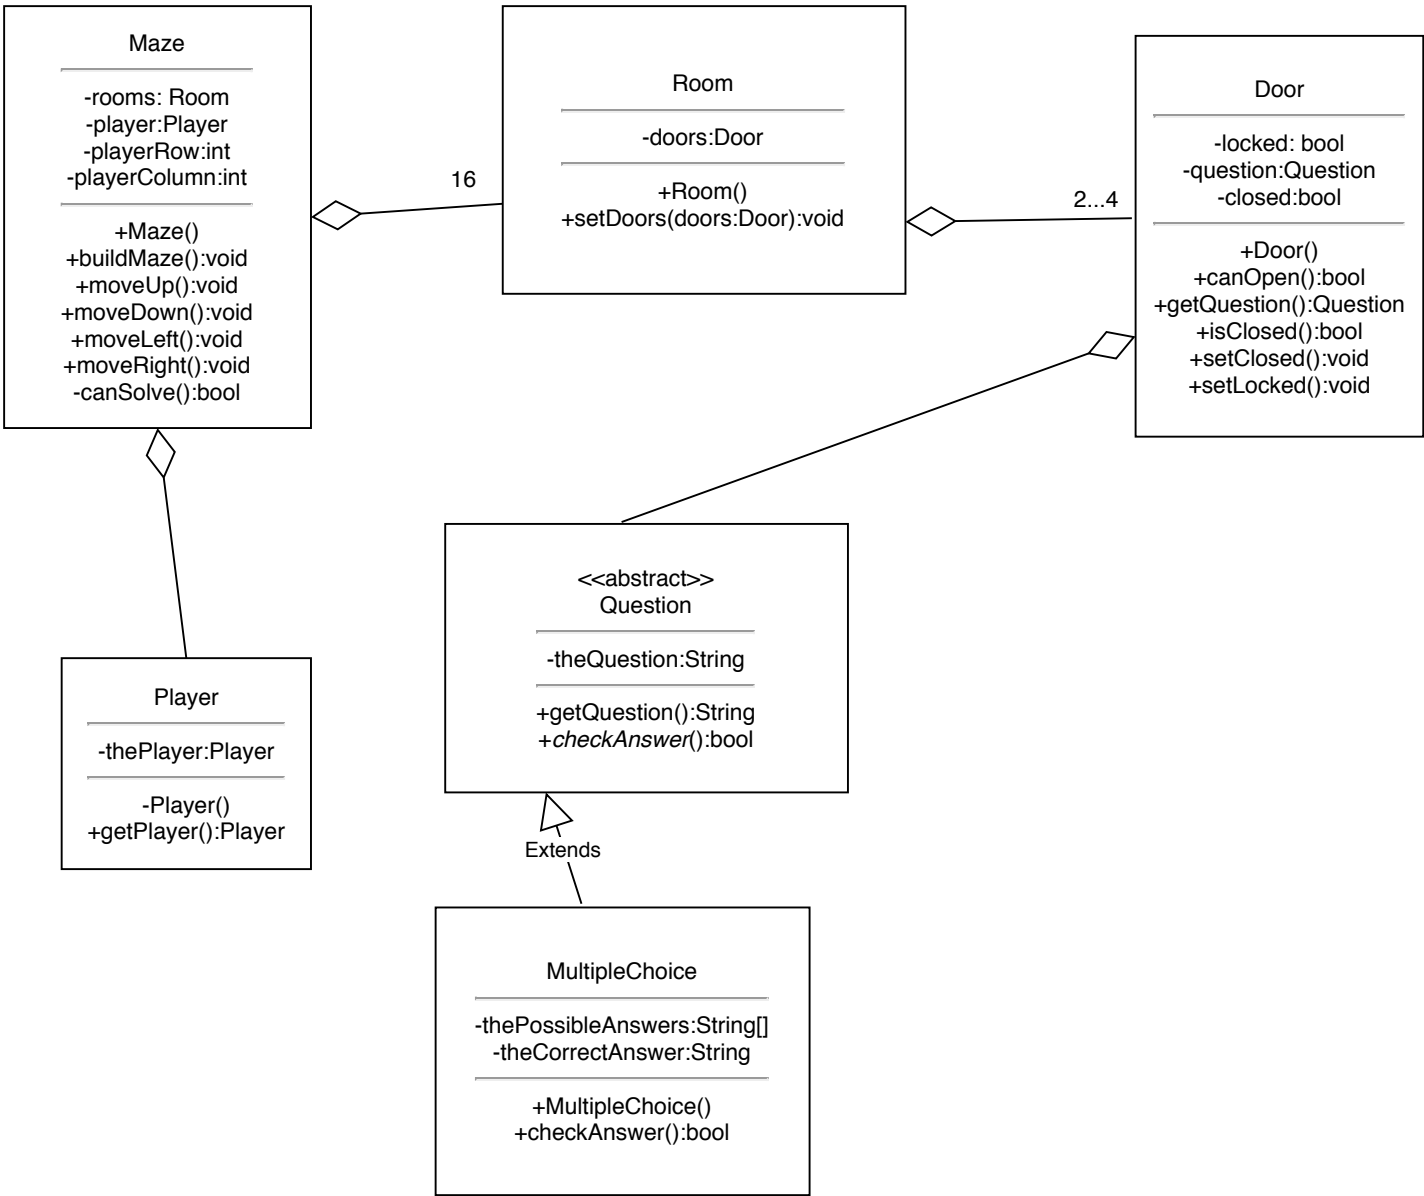 Maze
-rooms: Room
-player:Player
-playerRow:int
-playerColumn:int
+Maze()
+buildMaze():void
+moveUp():void
+moveDown():void
+moveLeft():void
+moveRight():void
-canSolve():bool
16
Room
-doors:Door
+Room()
+setDoors(doors:Door):void
2...4
Door
-locked: bool
-question:Question
-closed:bool
+Door()
+canOpen():bool
+getQuestion():Question
+isClosed():bool
+setClosed():void
+setLocked():void
Player
-thePlayer:Player
-Player()
+getPlayer():Player
<<abstract>>
Question
-theQuestion:String
+getQuestion():String
+checkAnswer():bool
Extends
MultipleChoice
-thePossibleAnswers:String[]
-theCorrectAnswer:String
+MultipleChoice()
+checkAnswer():bool